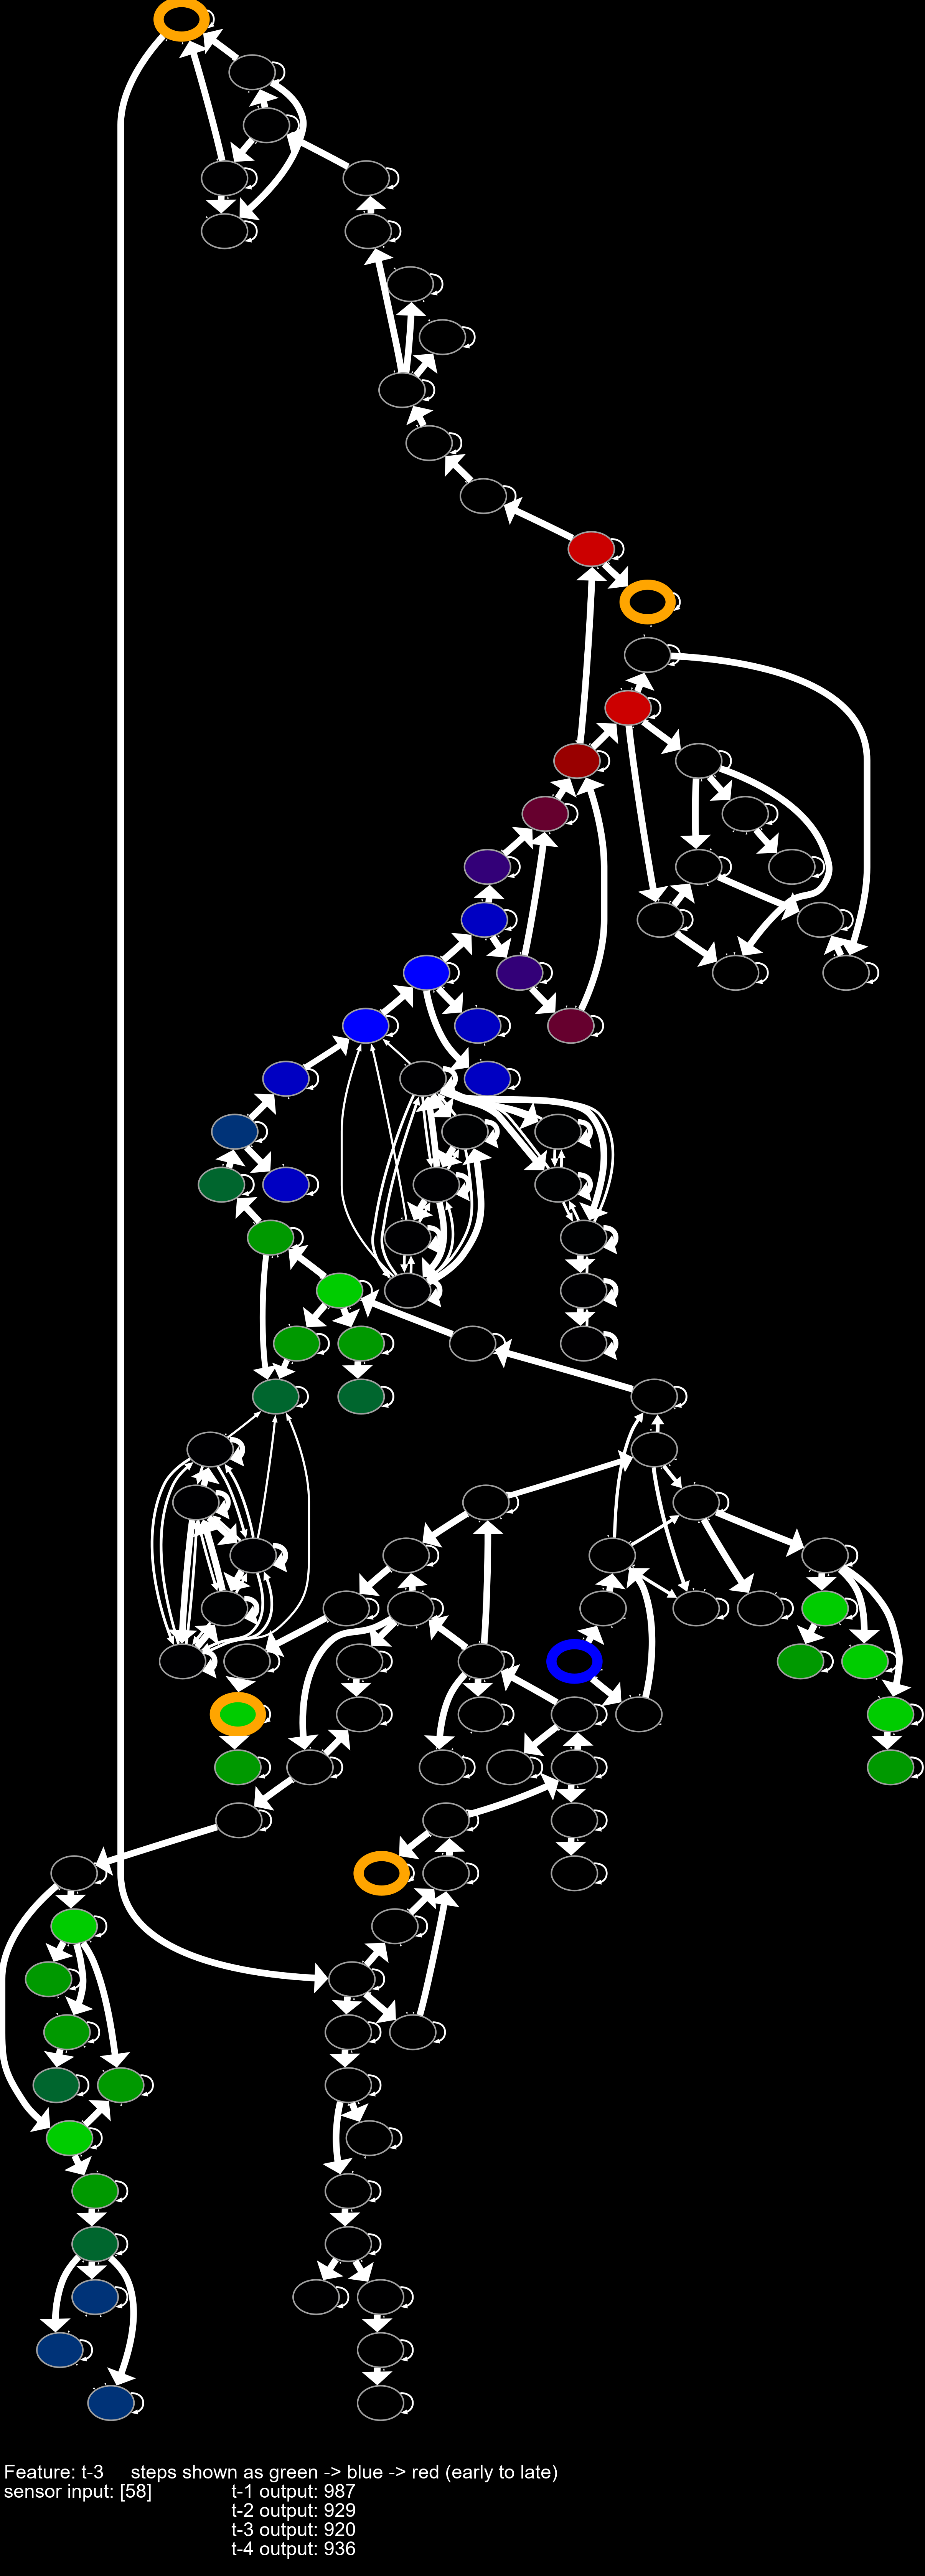 Feature: t-3 steps shown as green -> blue -> red (early to late)
sensor input: [58] t-1 output: 987
t-2 output: 929
t-3 output: 920
t-4 output: 936